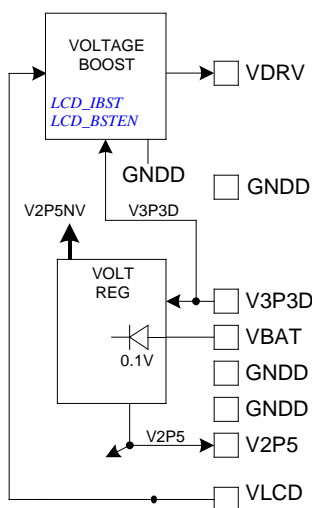 VOLTAGE
BOOST
LCD_IBST
LCD_BSTEN
VDRV
GNDD
GNDD
V3P3D
V2P5NV
VOLT
REG
V3P3D
VBAT
0.1V
GNDD
GNDD
V2P5
V2P5
VLCD